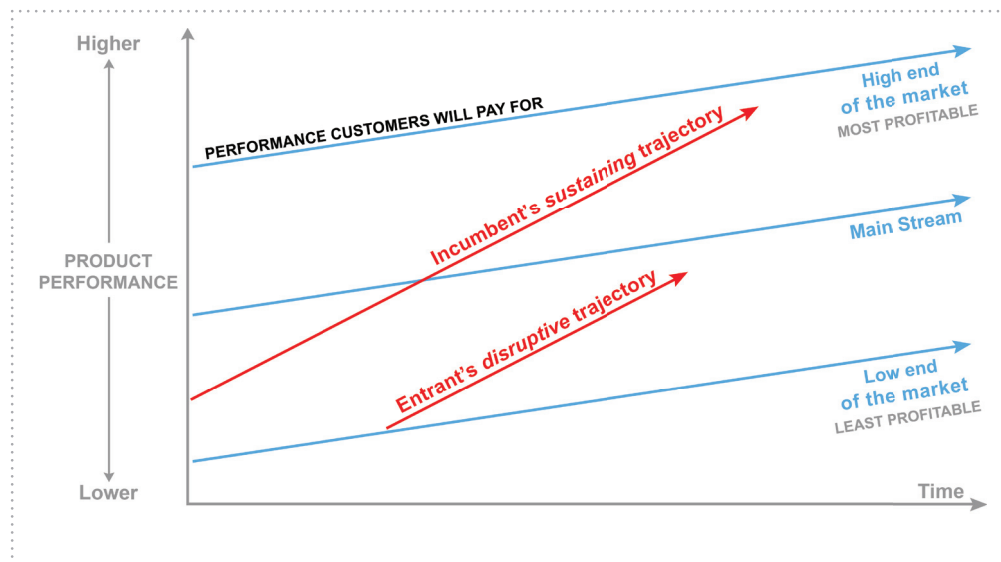 Higher
PERFORMANCE CUSTOMERS WILL PAY FOR
High end
of the market
MOST PROFITABLE
Incumbent's sustaining trajectory
Main Stream
PRODUCT
PERFORMANCE
Entrant's disruptive trajectory
Low end
of the market
LEAST PROFITABLE
Lower
Time